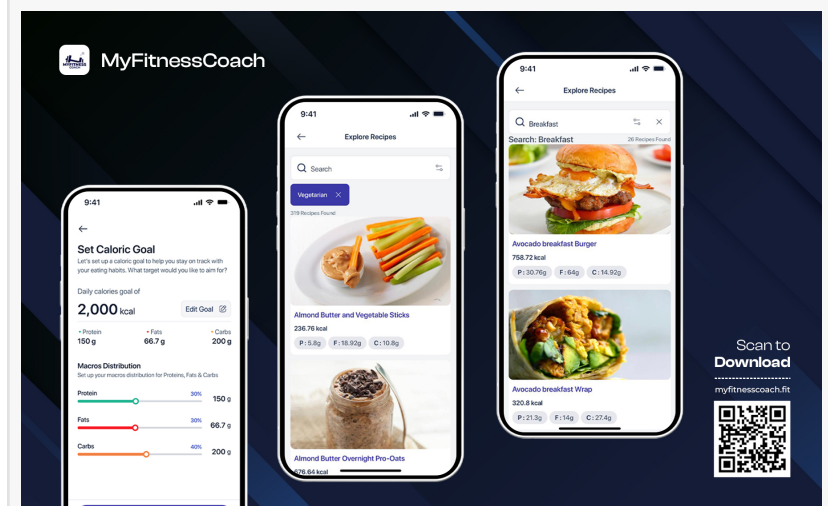 MYFITNESS
COACH
MyFitnessCoach
9:41
Set Caloric Goal
Let's set up a caloric goal to help you stay on track with
your eating habits. What target would you like to aim for?
Daily calories goal of
2,000 kcal
Edit Goal
• Protein • Fats • Carbs
150 g 66.7 g 200 g
Macros Distribution
Set up your macros distribution for Proteins, Fats & Carbs
Protein 30% 150 g
Fats 30% 66.7 g
Carbs 40% 200 g
9:41
Explore Recipes
Search
Vegetarian
319 Recipes Found
Almond Butter and Vegetable Sticks
236.76 kcal
P : 5.8g F : 18.92g C : 10.8g
Almond Butter Overnight Pro-Oats
676.64 kcal
9:41
Explore Recipes
Breakfast
Search: Breakfast 26 Recipes Found
Avocado breakfast Burger
758.72 kcal
P : 30.76g F : 64g C : 14.92g
Avocado breakfast Wrap
320.8 kcal
P : 21.3g F : 14g C : 27.4g
Scan to
Download
myfitnesscoach.fit